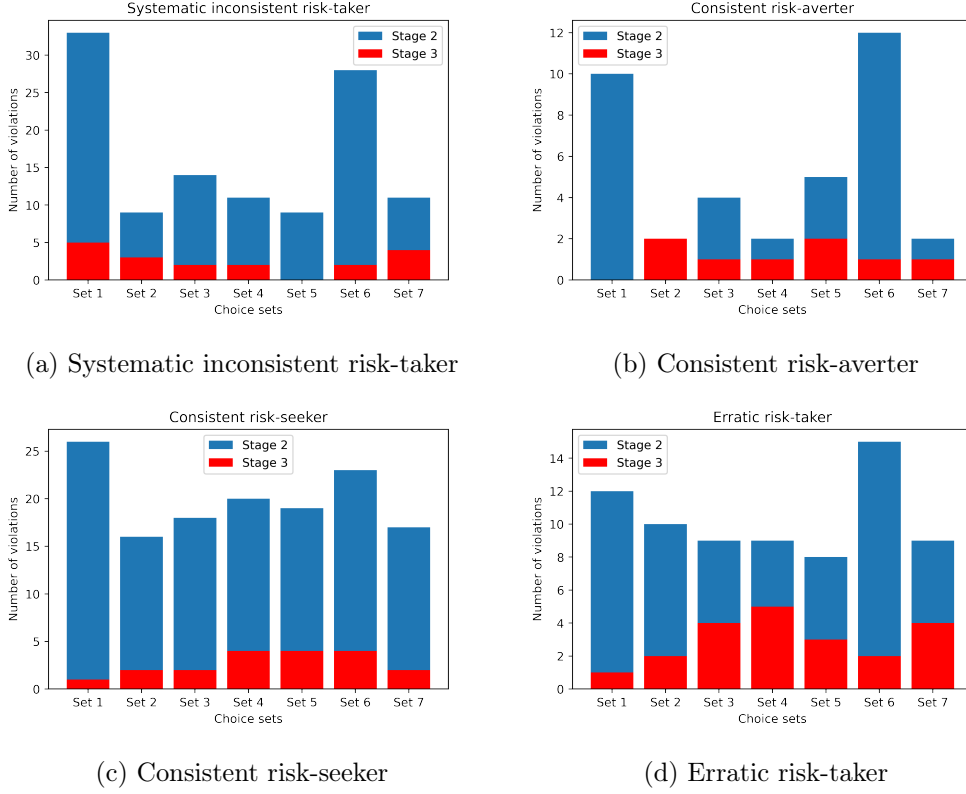 Systematic inconsistent risk-taker
Number of violations
30
25
20
15
10
5
0
Stage 2
Stage 3
Set 1 Set 2 Set 3 Set 4 Set 5 Set 6 Set 7
Choice sets
(a) Systematic inconsistent risk-taker
Consistent risk-averter
Number of violations
12
10
8
6
4
2
0
Stage 2
Stage 3
Set 1 Set 2 Set 3 Set 4 Set 5 Set 6 Set 7
Choice sets
(b) Consistent risk-averter
Consistent risk-seeker
Number of violations
25
20
15
10
5
0
Stage 2
Stage 3
Set 1 Set 2 Set 3 Set 4 Set 5 Set 6 Set 7
Choice sets
(c) Consistent risk-seeker
Erratic risk-taker
Number of violations
14
12
10
8
6
4
2
0
Stage 2
Stage 3
Set 1 Set 2 Set 3 Set 4 Set 5 Set 6 Set 7
Choice sets
(d) Erratic risk-taker